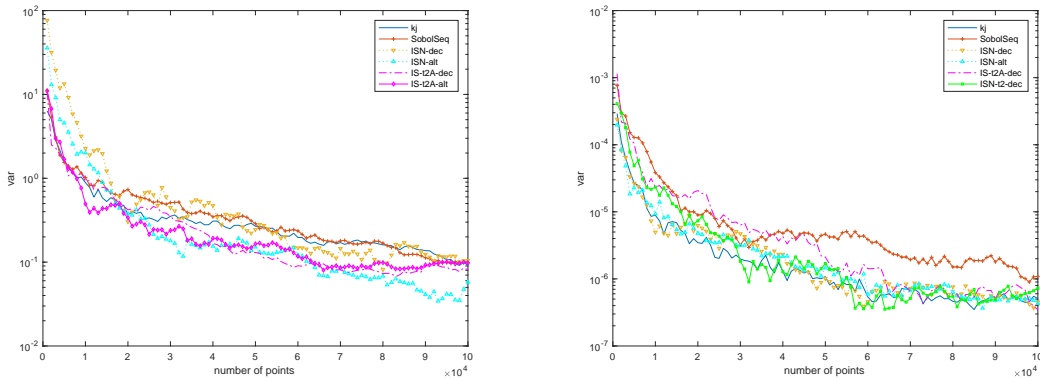 10^2
10^1
10^0
10^-1
10^-2
var
0 1 2 3 4 5 6 7 8 9 10
number of points
×10^4
kj
SobolSeq
ISN-dec
ISN-alt
IS-t2A-dec
IS-t2A-alt
10^-2
10^-3
10^-4
10^-5
10^-6
10^-7
var
0 1 2 3 4 5 6 7 8 9 10
number of points
×10^4
kj
SobolSeq
ISN-dec
ISN-alt
IS-t2A-dec
ISN-t2-dec